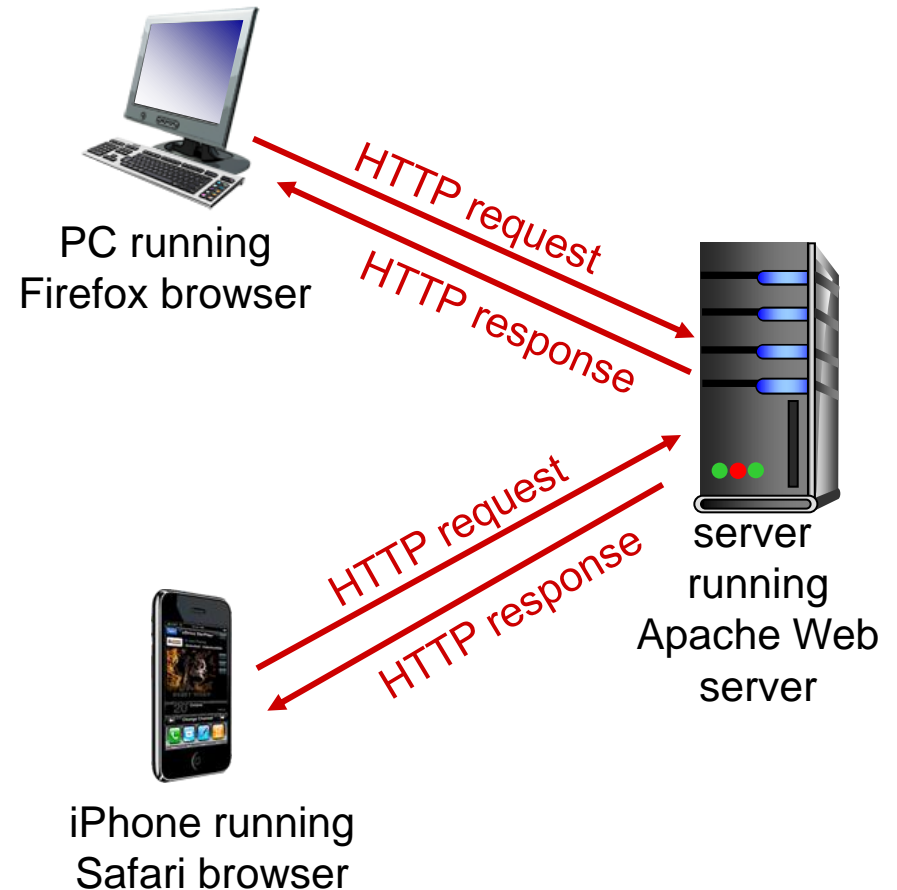 HTTP request
HTTP response
PC running
Firefox browser
HTTP request
HTTP response
server
running
Apache Web
server
iPhone running
Safari browser